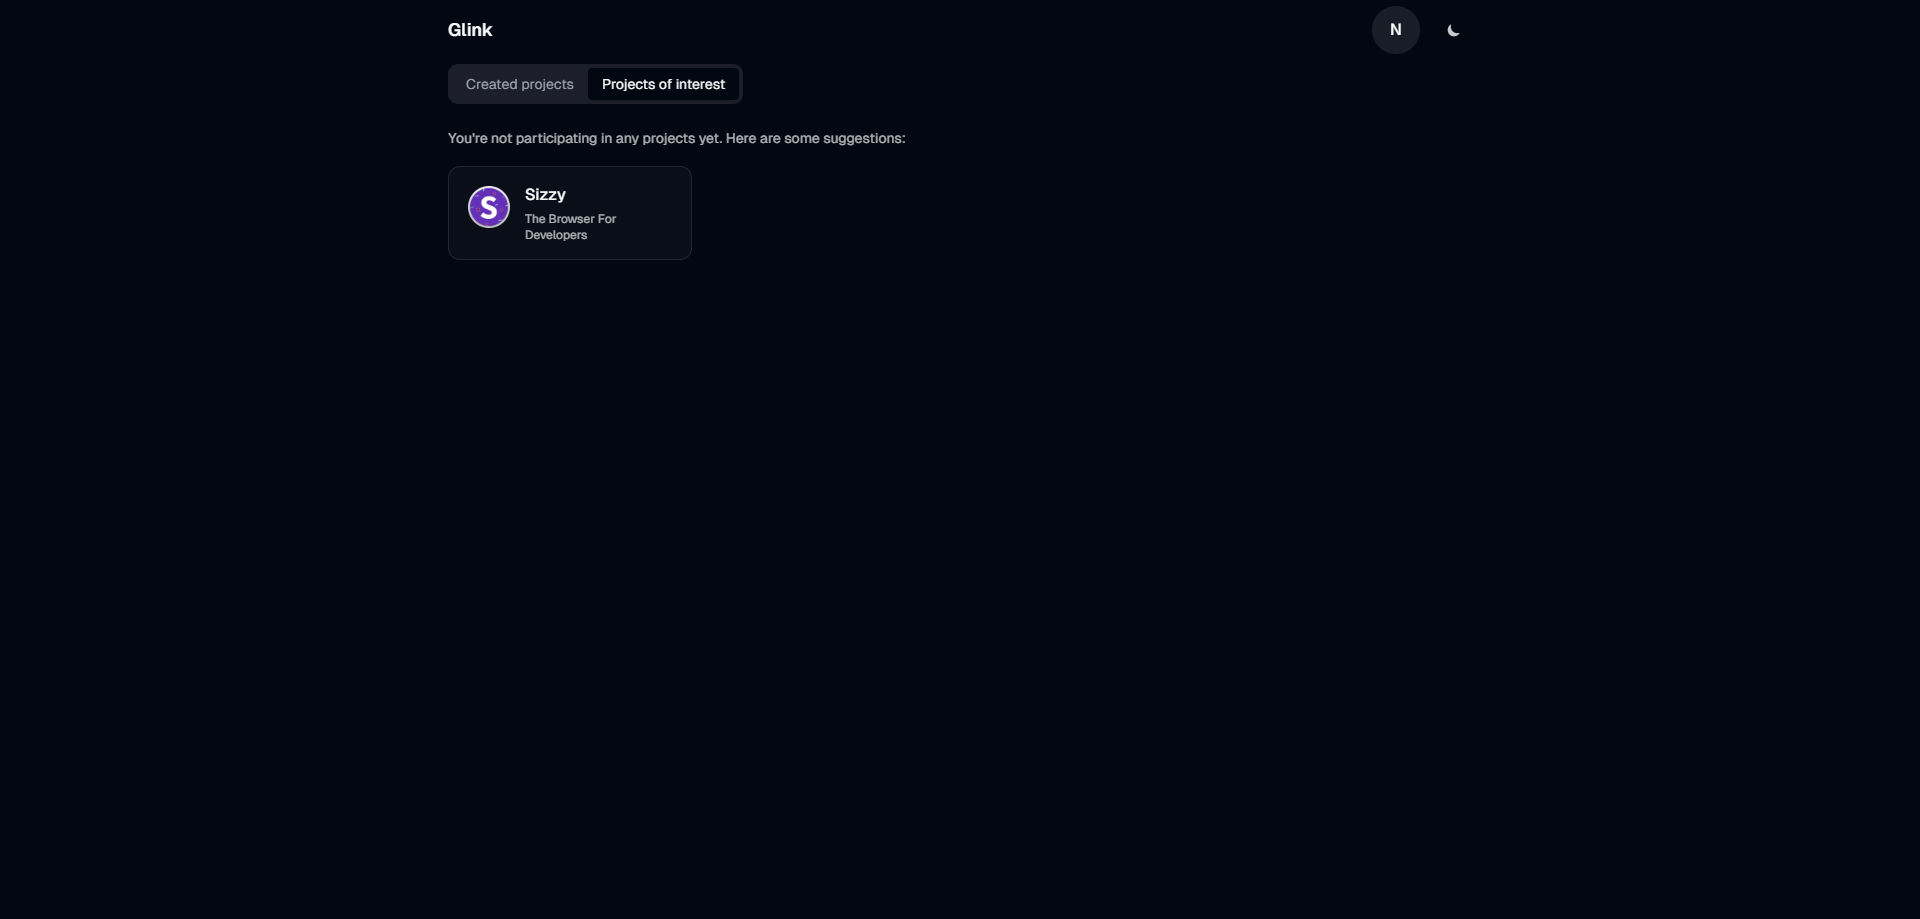 Glink
N
Created projects
Projects of interest
You're not participating in any projects yet. Here are some suggestions:
S
Sizzy
The Browser For
Developers